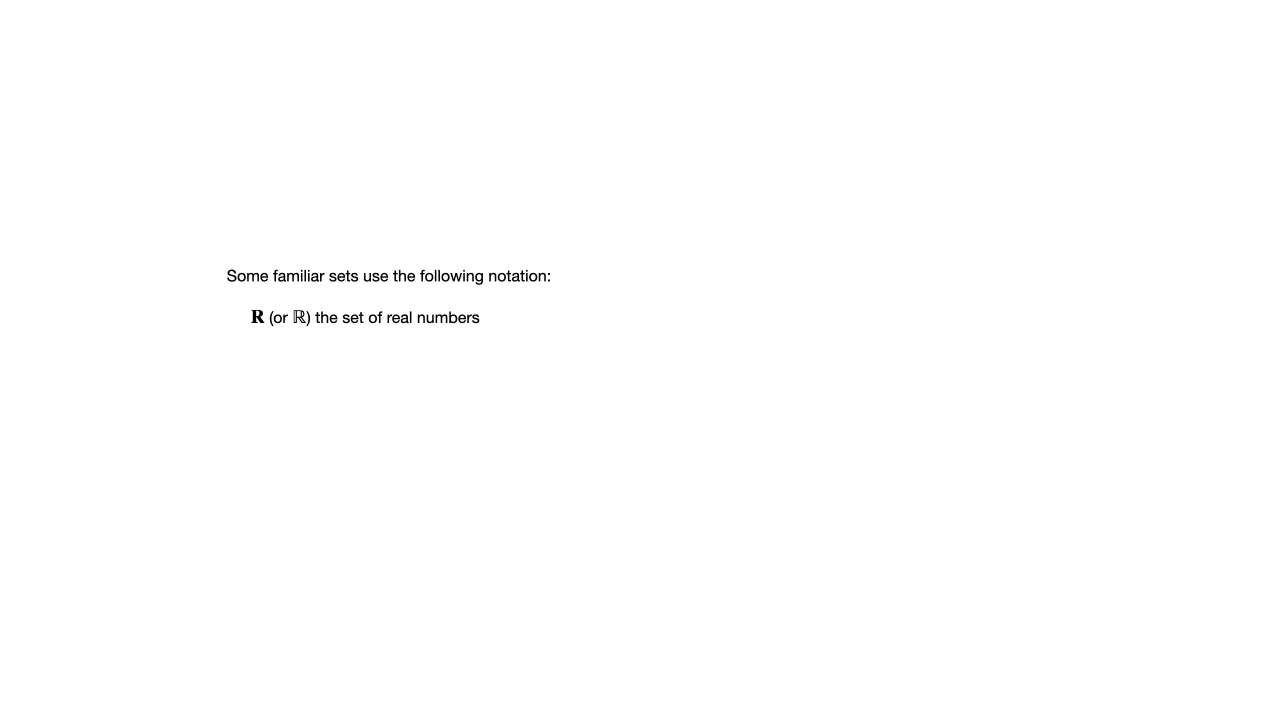 Some familiar sets use the following notation:
𝐑 (or ℝ) the set of real numbers